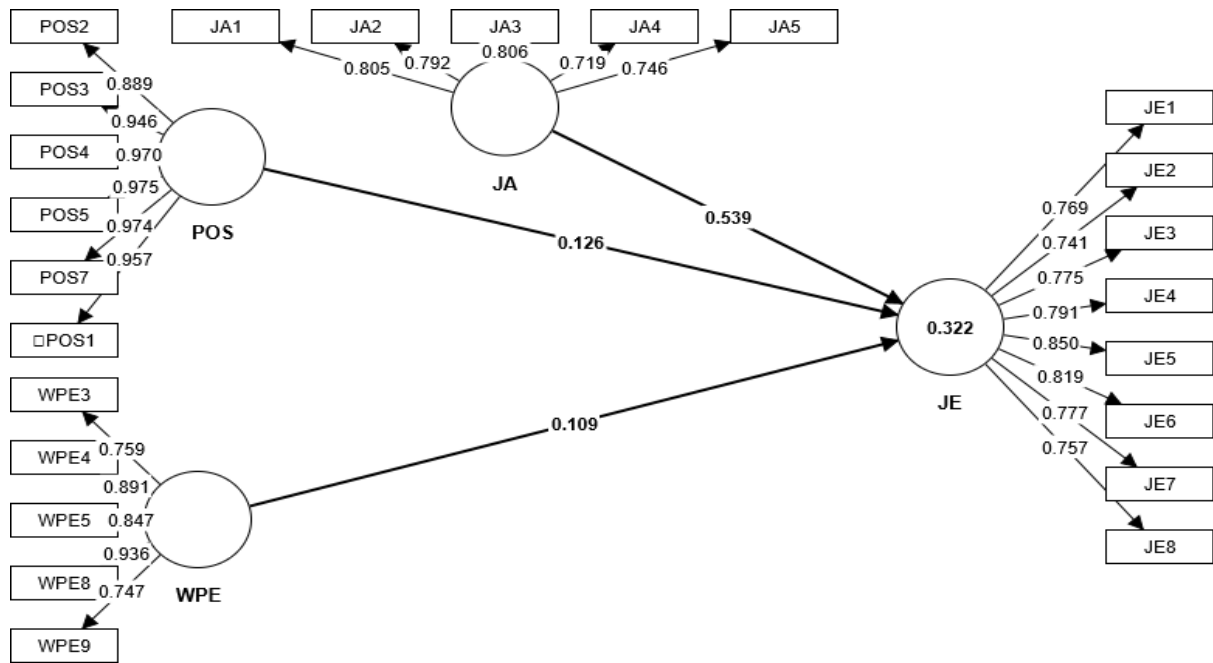 POS2
POS3
POS4
POS5
POS7
□POS1
0.889
0.946
0.970
0.975
0.974
0.957
POS
JA1
JA2
JA3
JA4
JA5
0.805
0.792
0.806
0.719
0.746
JA
0.539
0.126
0.109
WPE3
WPE4
WPE5
WPE8
WPE9
0.759
0.891
0.847
0.936
0.747
WPE
0.322
JE
0.769
0.741
0.775
0.791
0.850
0.819
0.777
0.757
JE1
JE2
JE3
JE4
JE5
JE6
JE7
JE8